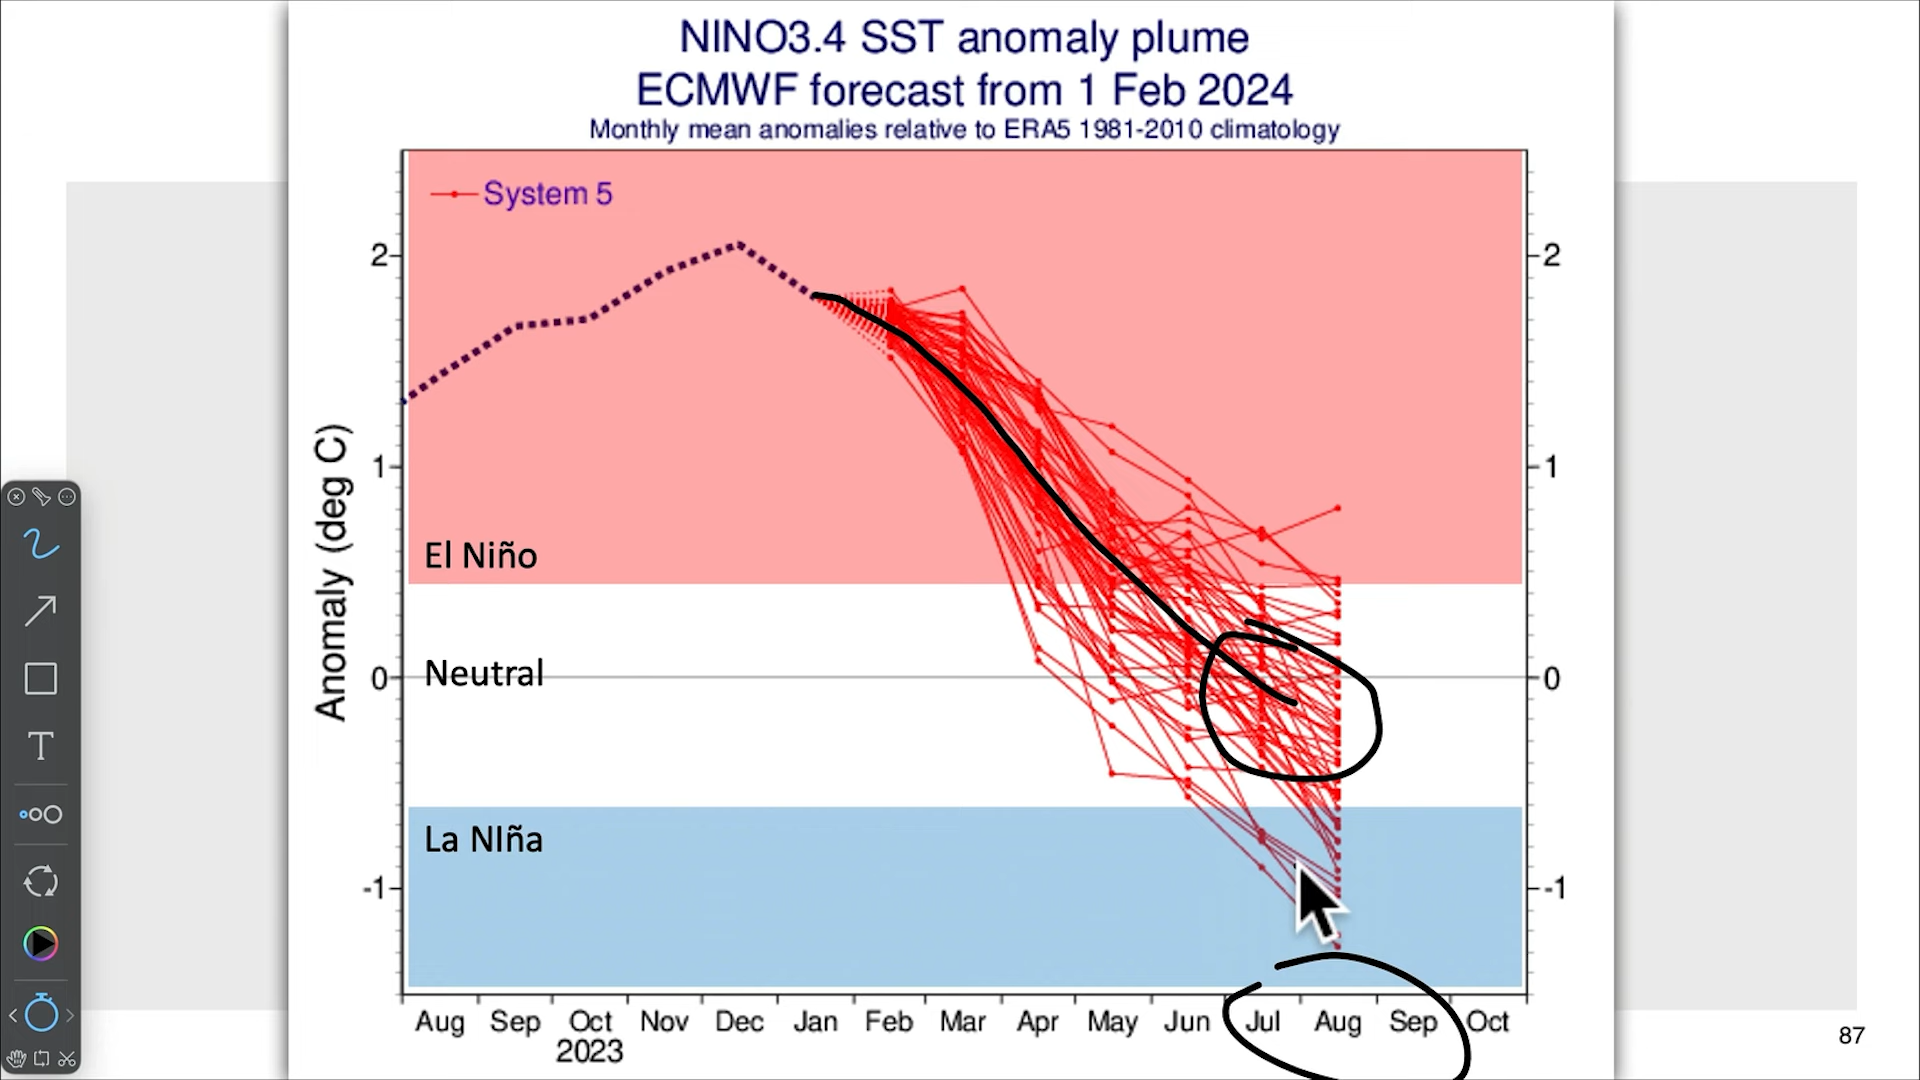 NINO3.4 SST anomaly plume
ECMWF forecast from 1 Feb 2024
Monthly mean anomalies relative to ERA5 1981-2010 climatology
System 5
2
2
1
1
El Niño
Anomaly (deg C)
0
Neutral
0
La NIña
-1
-1
Aug Sep Oct Nov Dec Jan Feb Mar Apr May Jun Jul Aug Sep Oct
2023
87
T